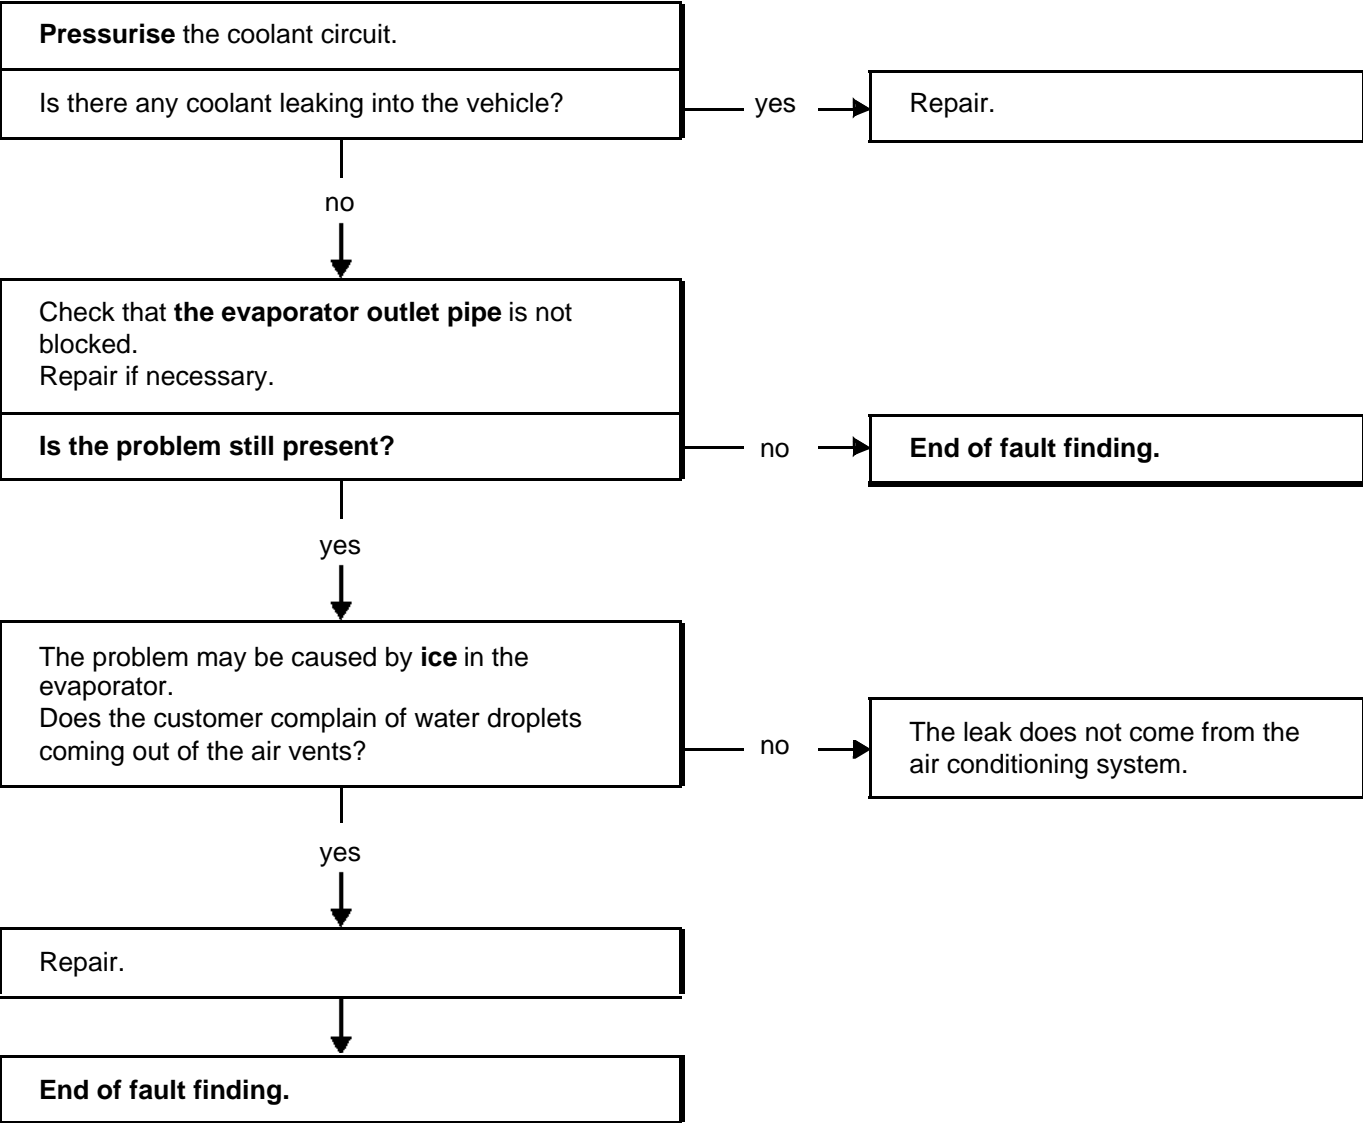 Pressurise the coolant circuit.
Is there any coolant leaking into the vehicle?
yes
Repair.
no
Check that the evaporator outlet pipe is not
blocked.
Repair if necessary.
Is the problem still present?
no
End of fault finding.
yes
The problem may be caused by ice in the
evaporator.
Does the customer complain of water droplets
coming out of the air vents?
no
The leak does not come from the
air conditioning system.
yes
Repair.
End of fault finding.